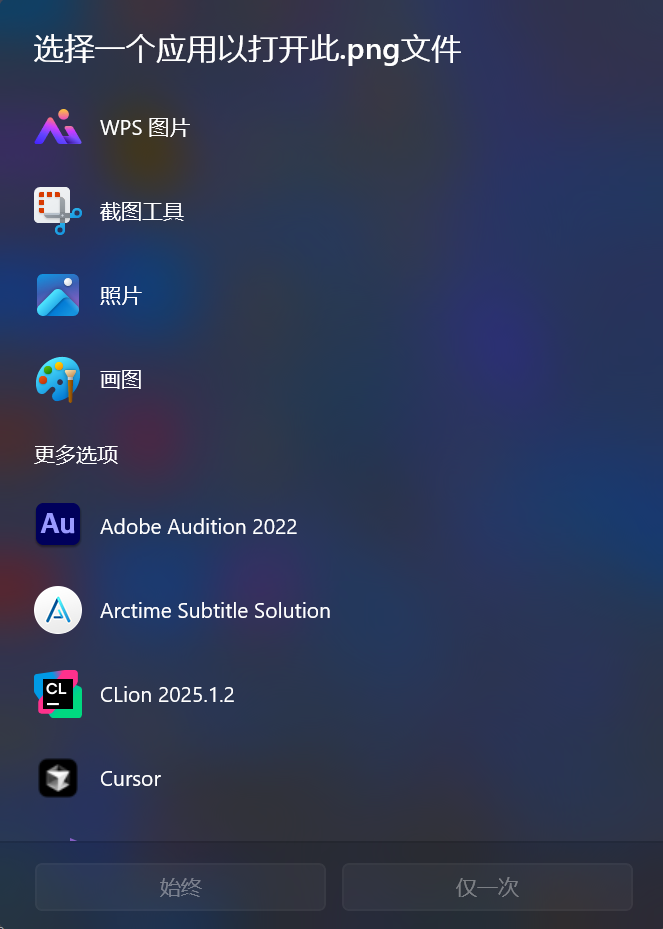 选择一个应用以打开此.png文件
WPS 图片
截图工具
照片
画图
更多选项
Au
Adobe Audition 2022
Arctime Subtitle Solution
CL
CLion 2025.1.2
Cursor
始终
仅一次